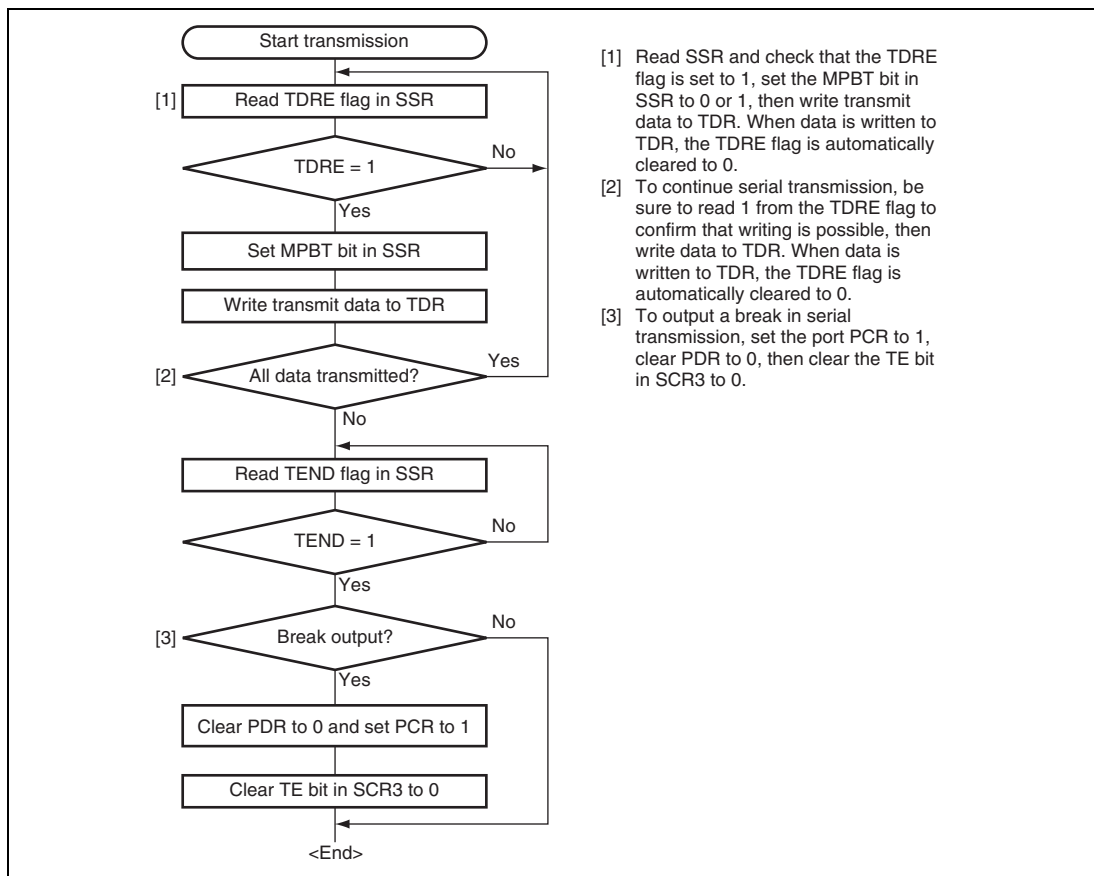 Start transmission
[1] Read TDRE flag in SSR
TDRE = 1
No
Yes
Set MPBT bit in SSR
Write transmit data to TDR
[2] All data transmitted?
Yes
No
Read TEND flag in SSR
TEND = 1
No
Yes
[3] Break output?
No
Yes
Clear PDR to 0 and set PCR to 1
Clear TE bit in SCR3 to 0
<End>
[1] Read SSR and check that the TDRE
flag is set to 1, set the MPBT bit in
SSR to 0 or 1, then write transmit
data to TDR. When data is written to
TDR, the TDRE flag is automatically
cleared to 0.
[2] To continue serial transmission, be
sure to read 1 from the TDRE flag to
confirm that writing is possible, then
write data to TDR. When data is
written to TDR, the TDRE flag is
automatically cleared to 0.
[3] To output a break in serial
transmission, set the port PCR to 1,
clear PDR to 0, then clear the TE bit
in SCR3 to 0.